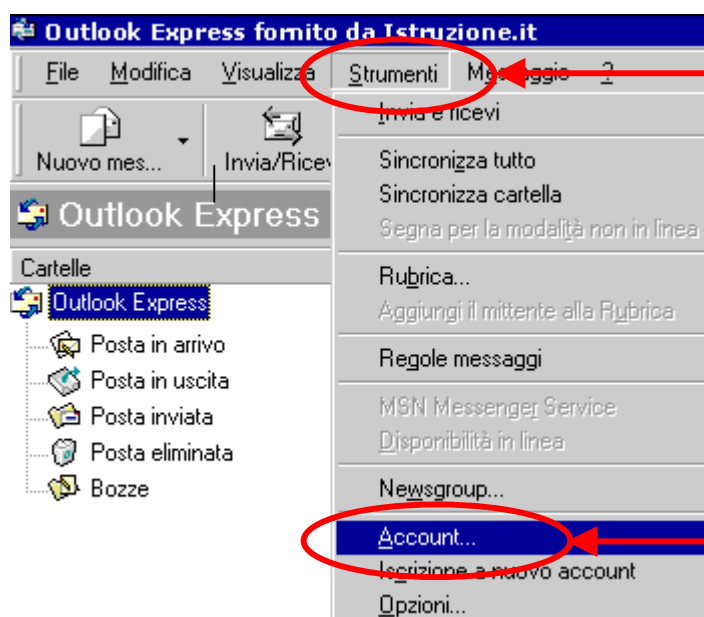 Outlook Express fornito da Istruzione.it
File Modifica Visualizza Strumenti Messaggio ?
Nuovo mes... Invia/Ricev
Outlook Express
Cartelle
Outlook Express
Posta in arrivo
Posta in uscita
Posta inviata
Posta eliminata
Bozze
Invia e ricevi
Sincronizza tutto
Sincronizza cartella
Segna per la modalità non in linea
Rubrica...
Aggiungi il mittente alla Rubrica
Regole messaggi
MSN Messenger Service
Disponibilità in linea
Newsgroup...
Account...
Iscrizione a nuovo account
Opzioni...